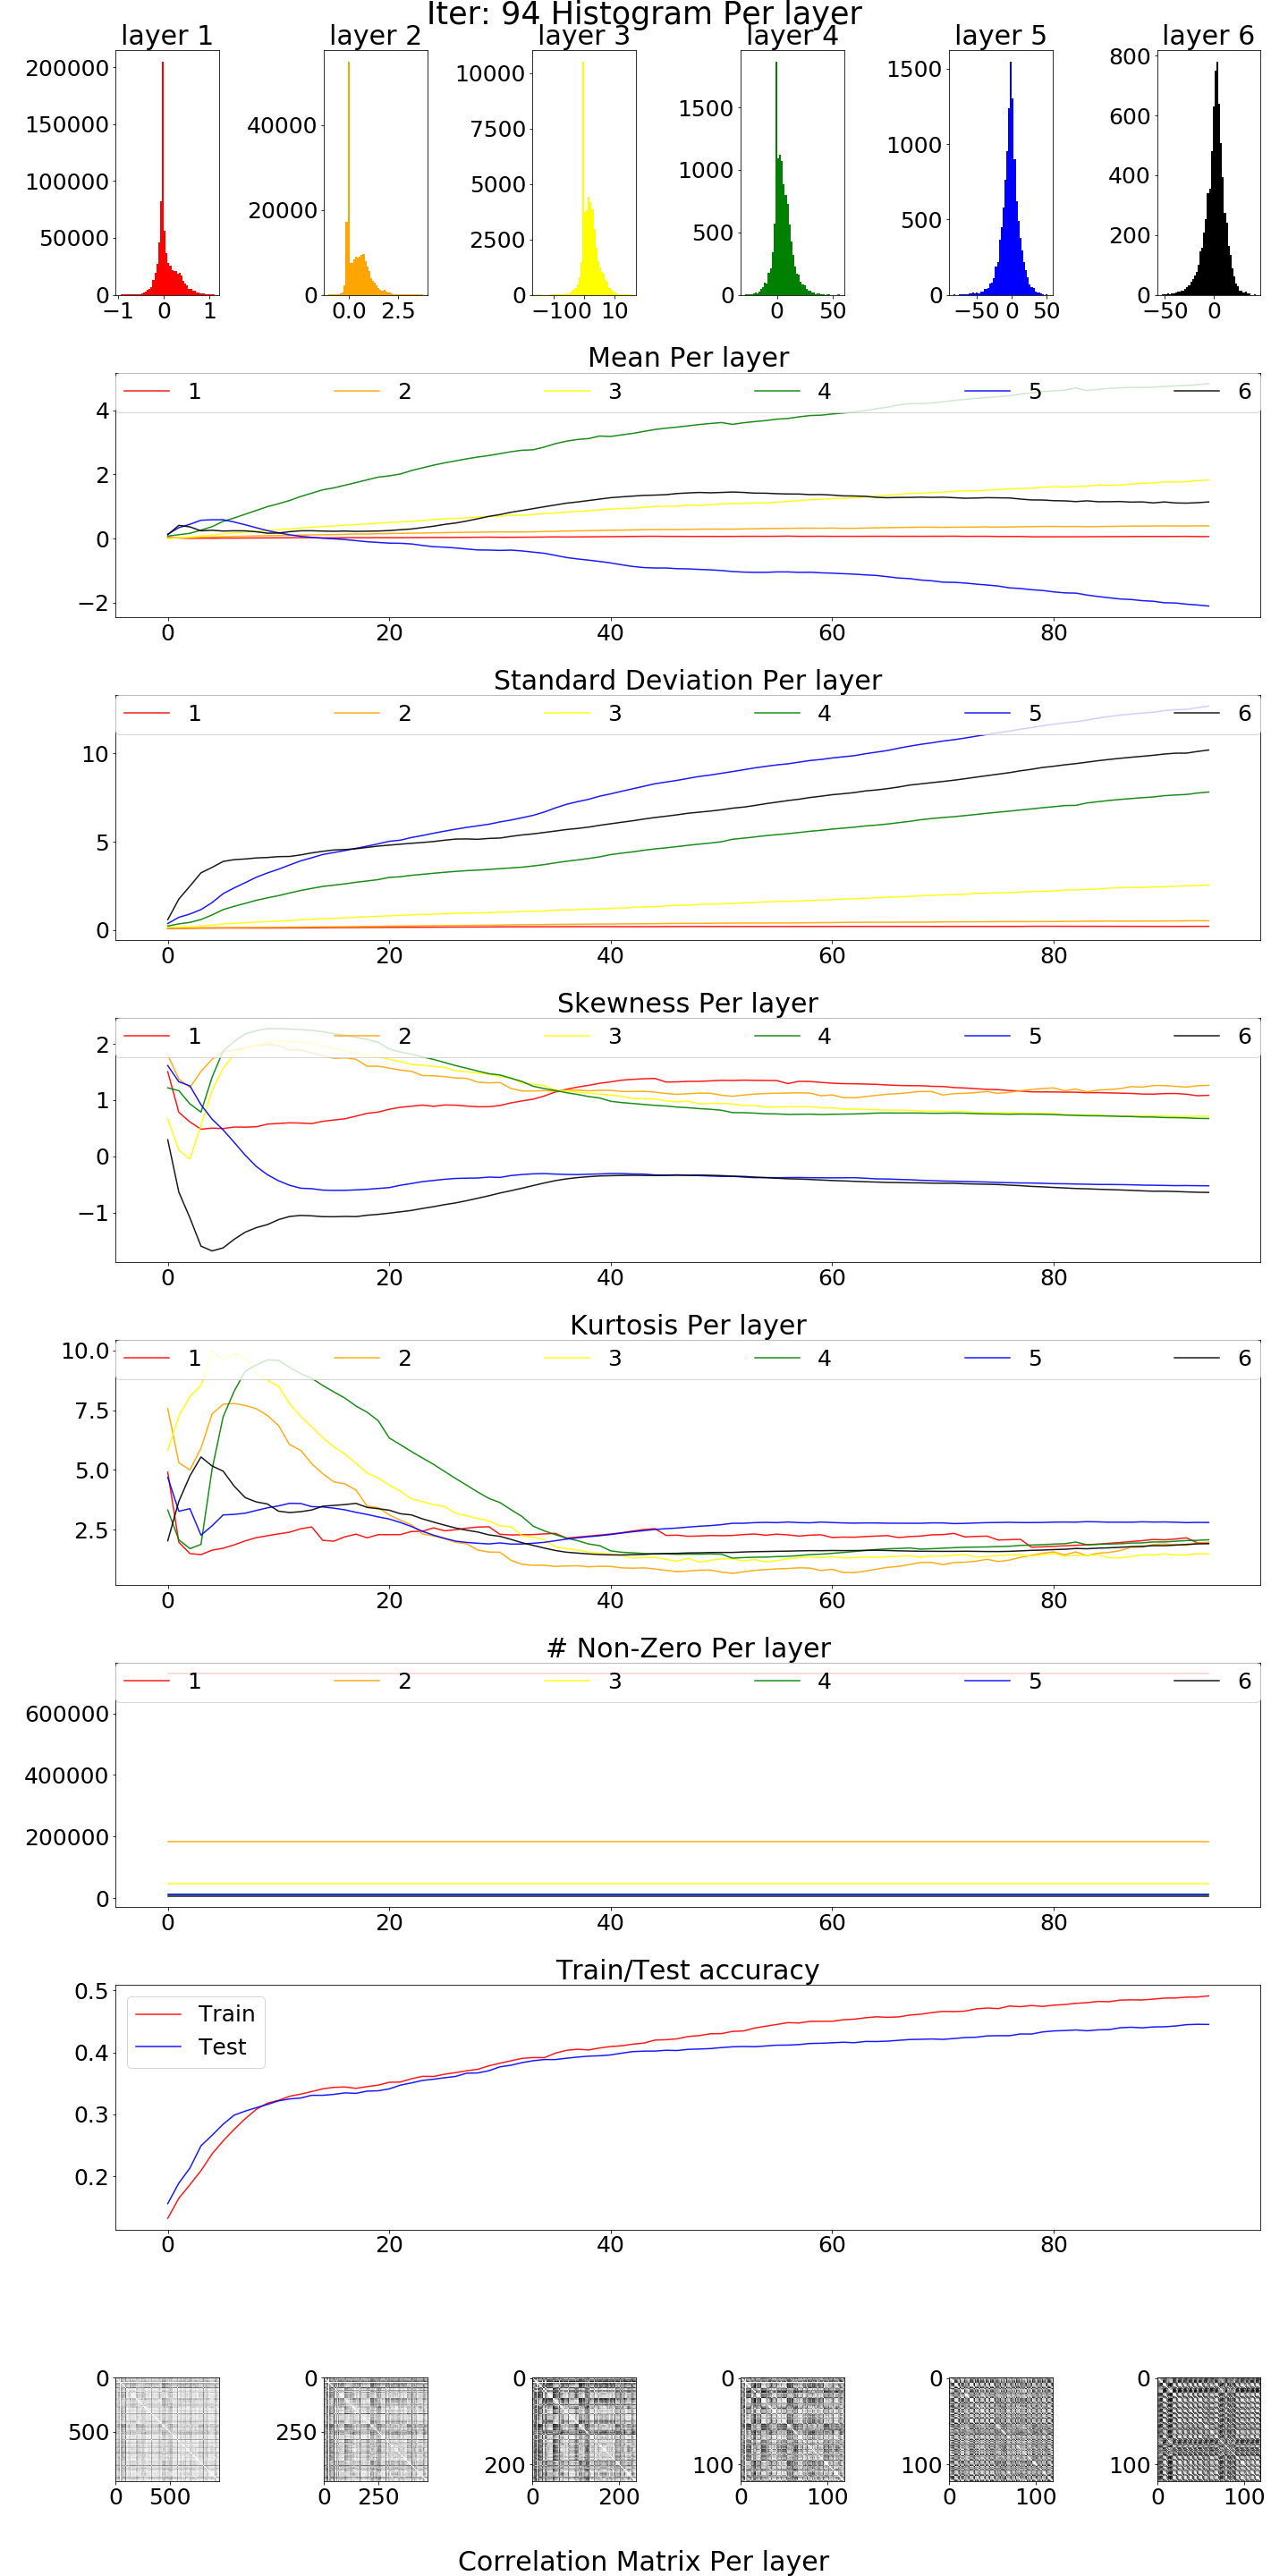 Iter: 94 Histogram Per layer
layer 1 layer 2 layer 3 layer 4 layer 5 layer 6
200000 150000 100000 50000 0
−1 0 1
40000 20000 0
0.0 2.5
10000 7500 5000 2500 0
−10 0 10
1500 1000 500 0
0 50
1500 1000 500 0
−50 0 50
800 600 400 200 0
−50 0
Mean Per layer
1 2 3 4 5 6
4
2
0
−2
0 20 40 60 80
Standard Deviation Per layer
1 2 3 4 5 6
10
5
0
0 20 40 60 80
Skewness Per layer
1 2 3 4 5 6
2
1
0
−1
0 20 40 60 80
Kurtosis Per layer
1 2 3 4 5 6
10.0
7.5
5.0
2.5
0 20 40 60 80
# Non-Zero Per layer
1 2 3 4 5 6
600000
400000
200000
0
0 20 40 60 80
Train/Test accuracy
Train
Test
0.5
0.4
0.3
0.2
0 20 40 60 80
0 500
0 500
0 250
0 250
0 200
0 200
0 100
0 100
0 100
0 100
0 100
0 100
Correlation Matrix Per layer